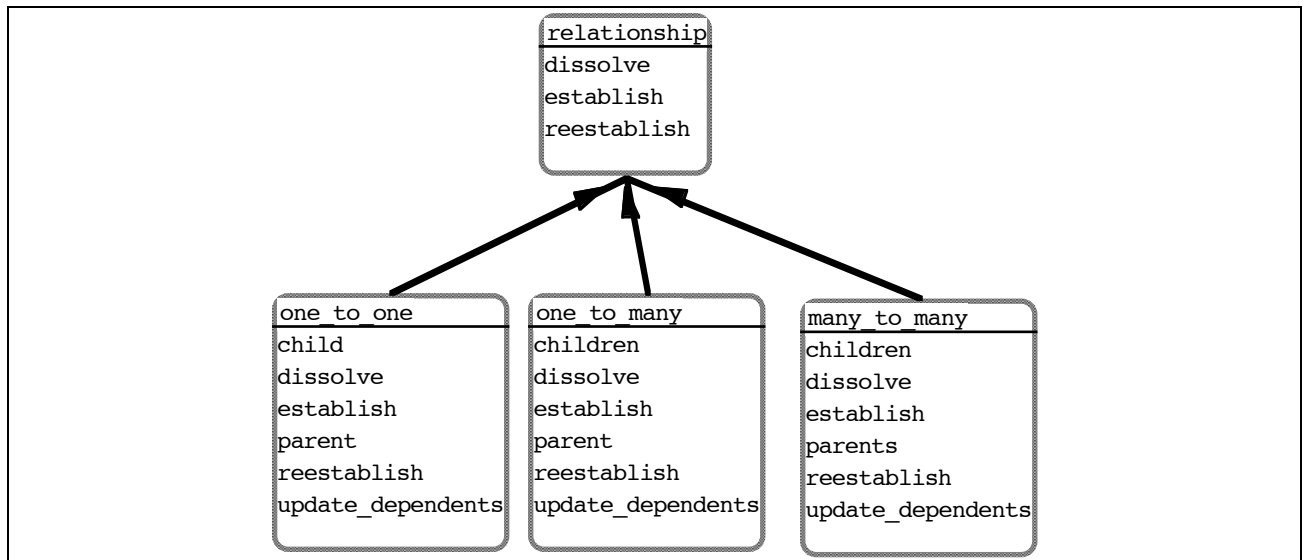 relationship
dissolve
establish
reestablish
one_to_one
child
dissolve
establish
parent
reestablish
update_dependents
one_to_many
children
dissolve
establish
parent
reestablish
update_dependents
many_to_many
children
dissolve
establish
parents
reestablish
update_dependents